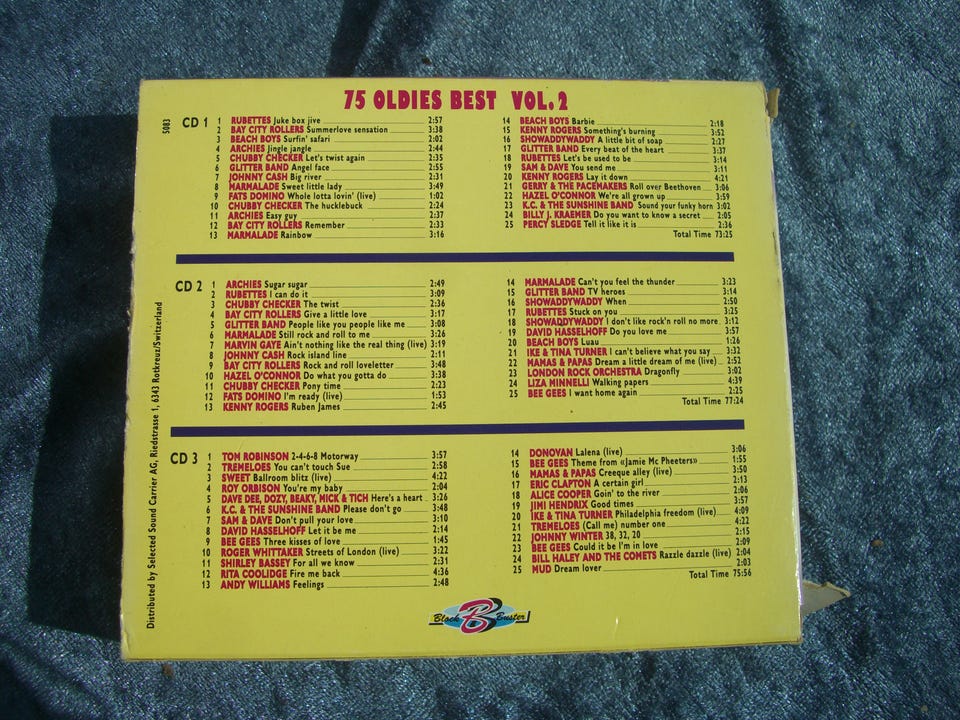 75 OLDIES BEST VOL. 2
5083
CD 1
1 RUBETTES Juke box jive 2:57
2 BAY CITY ROLLERS Summerlove sensation 3:38
3 BEACH BOYS Surfin' safari 2:02
4 ARCHIES Jingle jangle 2:44
5 CHUBBY CHECKER Let's twist again 2:35
6 GLITTER BAND Angel face 2:55
7 JOHNNY CASH Big river 2:31
8 MARMALADE Sweet little lady 3:49
9 FATS DOMINO Whole lotta lovin' (live) 1:02
10 CHUBBY CHECKER The hucklebuck 2:24
11 ARCHIES Easy guy 2:37
12 BAY CITY ROLLERS Remember 2:33
13 MARMALADE Rainbow 3:16
14 BEACH BOYS Barbie 2:18
15 KENNY ROGERS Something's burning 3:52
16 SHOWADDYWADDY A little bit of soap 2:27
17 GLITTER BAND Every beat of the heart 3:37
18 RUBETTES Let's be used to be 3:14
19 SAM & DAVE You send me 3:11
20 KENNY ROGERS Lay it down 4:21
21 GERRY & THE PACEMAKERS Roll over Beethoven 3:06
22 HAZEL O'CONNOR We're all grown up 3:59
23 K.C. & THE SUNSHINE BAND Sound your funky horn 3:02
24 BILLY J. KRAEMER Do you want to know a secret 2:05
25 PERCY SLEDGE Tell it like it is 2:36
Total Time 73:25
CD 2
1 ARCHIES Sugar sugar 2:49
2 RUBETTES I can do it 3:09
3 CHUBBY CHECKER The twist 2:36
4 BAY CITY ROLLERS Give a little love 3:17
5 GLITTER BAND People like you people like me 3:08
6 MARMALADE Still rock and roll to me 3:26
7 MARVIN GAYE Ain't nothing like the real thing (live) 3:19
8 JOHNNY CASH Rock island line 2:11
9 BAY CITY ROLLERS Rock and roll loveletter 3:48
10 HAZEL O'CONNOR Do what you gotta do 3:38
11 CHUBBY CHECKER Pony time 2:23
12 FATS DOMINO I'm ready (live) 1:53
13 KENNY ROGERS Ruben James 2:45
14 MARMALADE Can't you feel the thunder 3:23
15 GLITTER BAND TV heroes 3:14
16 SHOWADDYWADDY When 2:50
17 RUBETTES Stuck on you 3:25
18 SHOWADDYWADDY I don't like rock'n roll no more 3:12
19 DAVID HASSELHOFF Do you love me 3:57
20 BEACH BOYS Luau 1:26
21 IKE & TINA TURNER I can't believe what you say 3:32
22 MAMAS & PAPAS Dream a little dream of me (live) 2:52
23 LONDON ROCK ORCHESTRA Dragonfly 3:02
24 LIZA MINNELLI Walking papers 4:39
25 BEE GEES I want home again 2:25
Total Time 77:24
CD 3
1 TOM ROBINSON 2-4-6-8 Motorway 3:57
2 TREMELOES You can't touch Sue 2:58
3 SWEET Ballroom blitz (live) 4:22
4 ROY ORBISON You're my baby 2:04
5 DAVE DEE, DOZY, BEAKY, MICK & TICH Here's a heart 3:26
6 K.C. & THE SUNSHINE BAND Please don't go 3:48
7 SAM & DAVE Don't pull your love 3:10
8 DAVID HASSELHOFF Let it be me 2:14
9 BEE GEES Three kisses of love 1:45
10 ROGER WHITTAKER Streets of London (live) 3:22
11 SHIRLEY BASSEY For all we know 2:31
12 RITA COOLIDGE Fire me back 4:36
13 ANDY WILLIAMS Feelings 2:48
14 DONOVAN Lalena (live) 3:06
15 BEE GEES Theme from «Jamie Mc Pheeters» 1:55
16 MAMAS & PAPAS Creeque alley (live) 3:50
17 ERIC CLAPTON A certain girl 2:13
18 ALICE COOPER Goin' to the river 2:06
19 JIMI HENDRIX Good times 3:57
20 IKE & TINA TURNER Philadelphia freedom (live) 4:09
21 TREMELOES (Call me) number one 4:22
22 JOHNNY WINTER 38, 32, 20 2:15
23 BEE GEES Could it be I'm in love 2:09
24 BILL HALEY AND THE COMETS Razzle dazzle (live) 2:04
25 MUD Dream lover 2:03
Total Time 75:56
Distributed by Selected Sound Carrier AG, Riedstrasse 1, 6343 Rotkreuz/Switzerland
Block B Buster